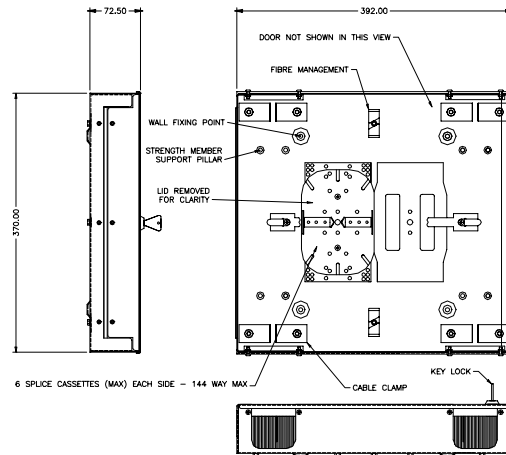 72.50
392.00
DOOR NOT SHOWN IN THIS VIEW
FIBRE MANAGEMENT
WALL FIXING POINT
STRENGTH MEMBER
SUPPORT PILLAR
LID REMOVED
FOR CLARITY
370.00
6 SPLICE CASSETTES (MAX) EACH SIDE - 144 WAY MAX
CABLE CLAMP
KEY LOCK